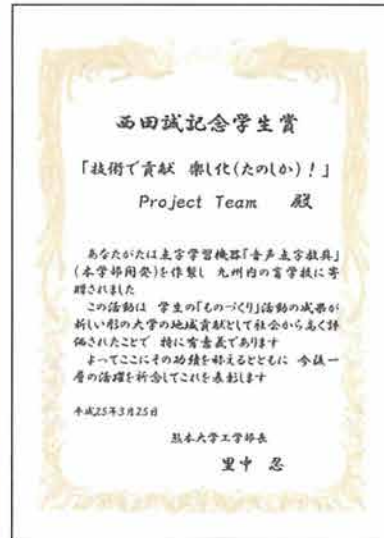 西田誠記念学生賞
「技術で貢献 楽し化(たのしか)!」
Project Team 殿
あなたがたは点字学習機器「音声点字教具」
(本学部開発)を作製し 九州内の盲学校に寄
贈されました
この活動は 学生の「ものづくり」活動の成果が
新しい形の大学の地域貢献として社会から高く評
価されたことで 特に有意義であります
よってここにその功績を称えるとともに 今後一
層の活躍を祈念してこれを表彰します
平成25年3月25日
熊本大学工学部長
里中 忍